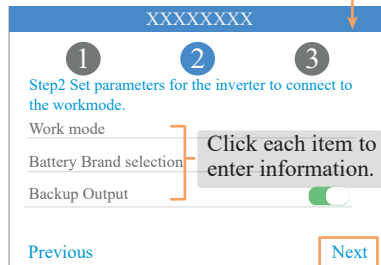 XXXXXXXX
1 2 3
Step2 Set parameters for the inverter to connect to
the workmode.
Work mode
Battery Brand selection
Backup Output
Click each item to
enter information.
Previous Next